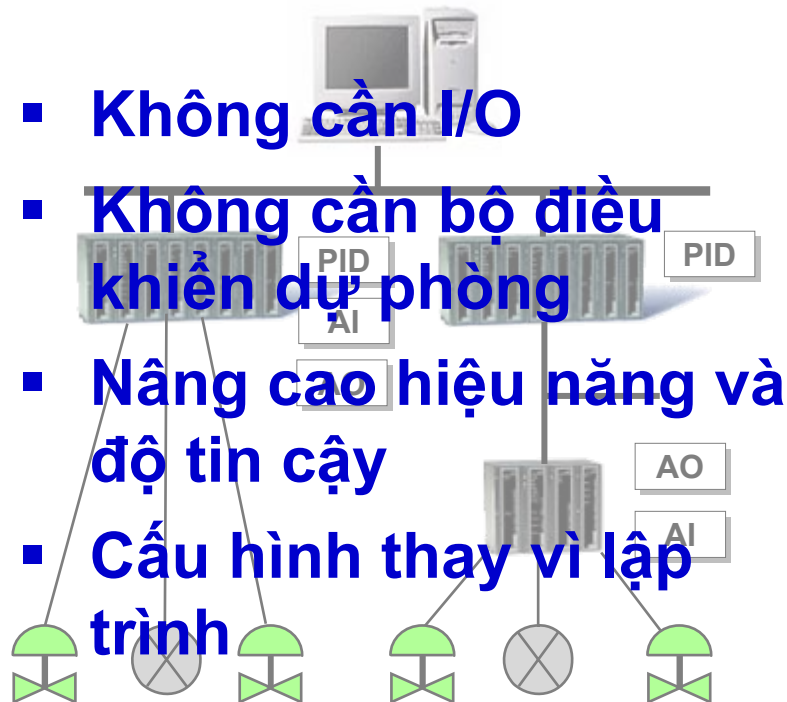 ▪ Không cần I/O
▪ Không cần bộ điều
khiển dự phòng
▪ Nâng cao hiệu năng và
độ tin cậy
▪ Cấu hình thay vì lập
trình
PID
AI
AO
PID
AO
AI